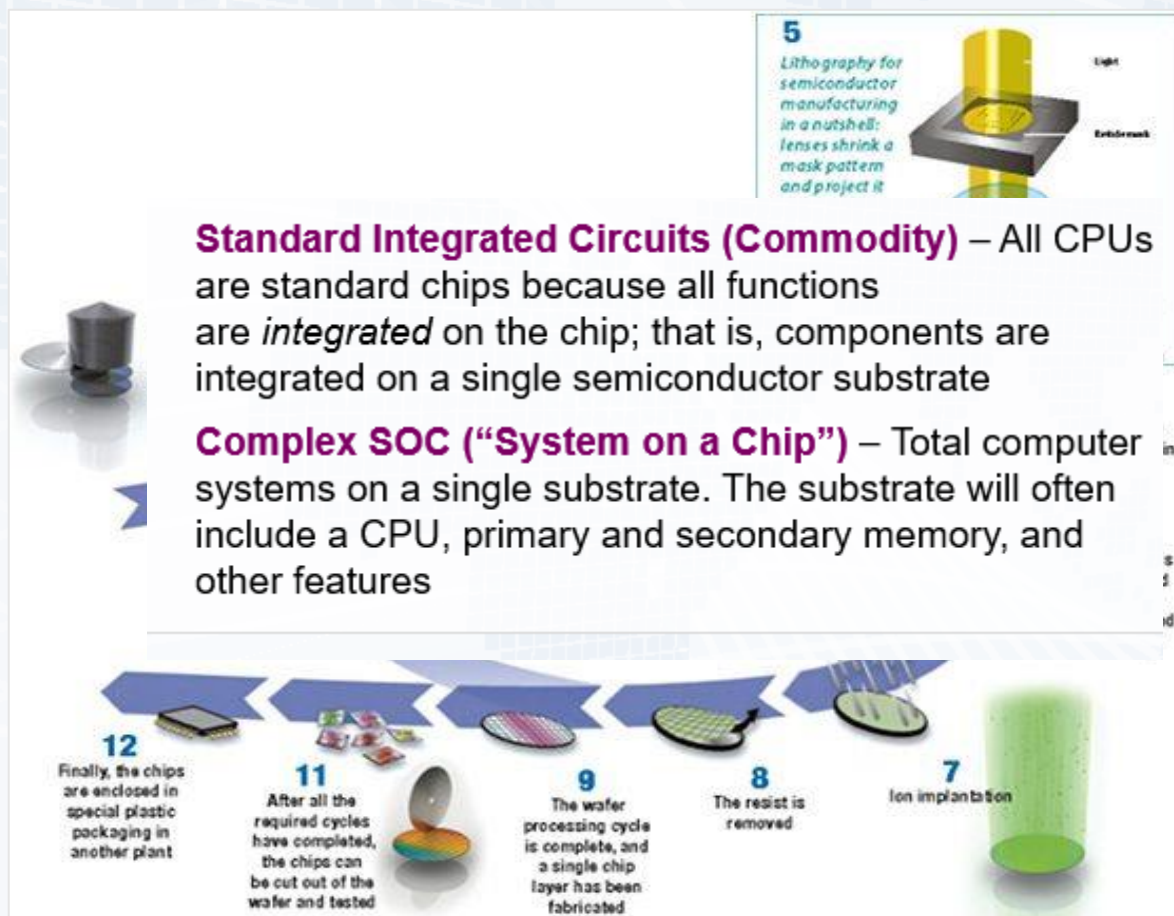 5
Lithography for
semiconductor
manufacturing
in a nutshell:
lenses shrink a
mask pattern
and project it
Light
Standard Integrated Circuits (Commodity) – All CPUs
are standard chips because all functions
are integrated on the chip; that is, components are
integrated on a single semiconductor substrate
Complex SOC (“System on a Chip”) – Total computer
systems on a single substrate. The substrate will often
include a CPU, primary and secondary memory, and
other features
12
Finally, the chips
are enclosed in
special plastic
packaging in
another plant
11
After all the
required cycles
have completed,
the chips can
be cut out of the
wafer and tested
9
The wafer
processing cycle
is complete, and
a single chip
layer has been
fabricated
8
The resist is
removed
7
Ion implantation